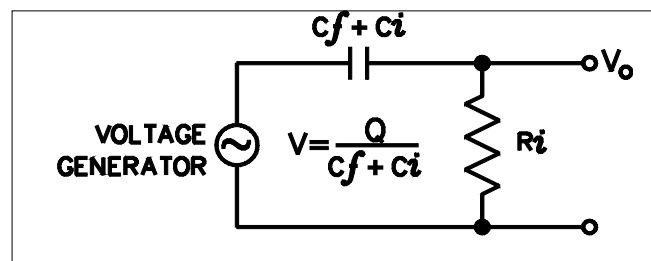 Cf + Ci
Vo
VOLTAGE
GENERATOR
V = Q
Cf + Ci
Ri